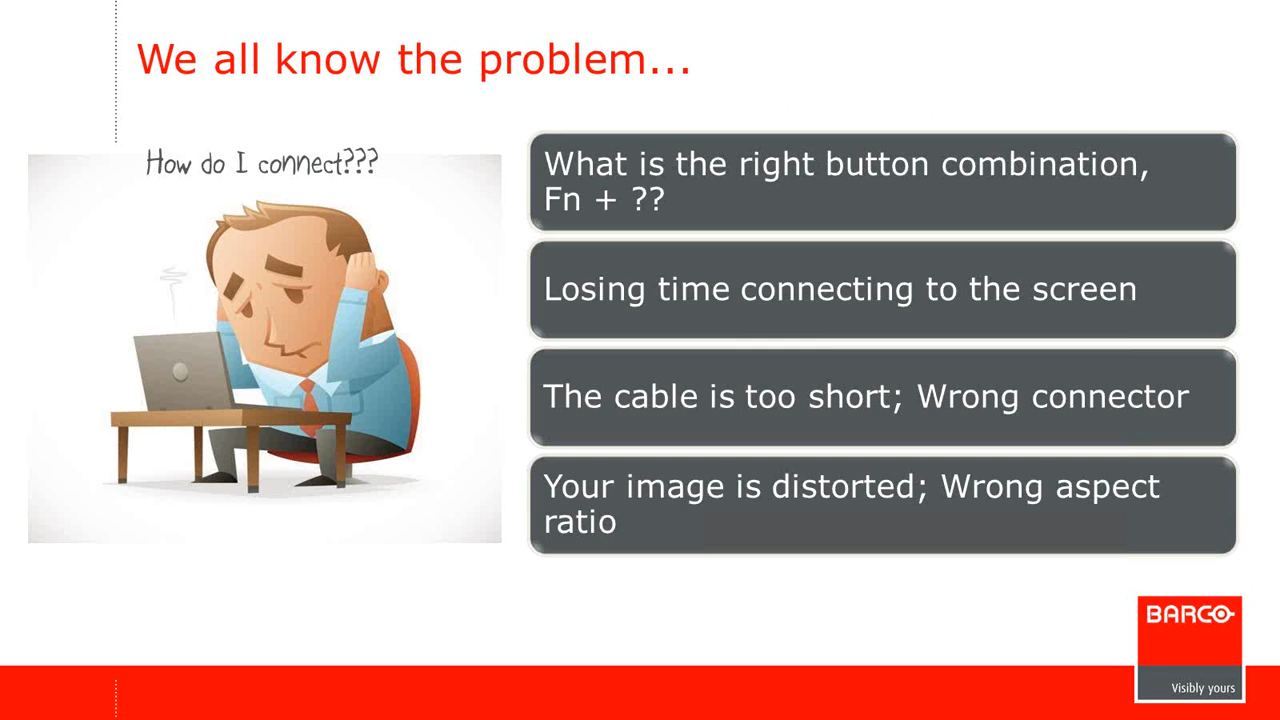 We all know the problem...
How do I connect???
What is the right button combination,
Fn + ??
Losing time connecting to the screen
The cable is too short; Wrong connector
Your image is distorted; Wrong aspect
ratio
BARCO
Visibly yours